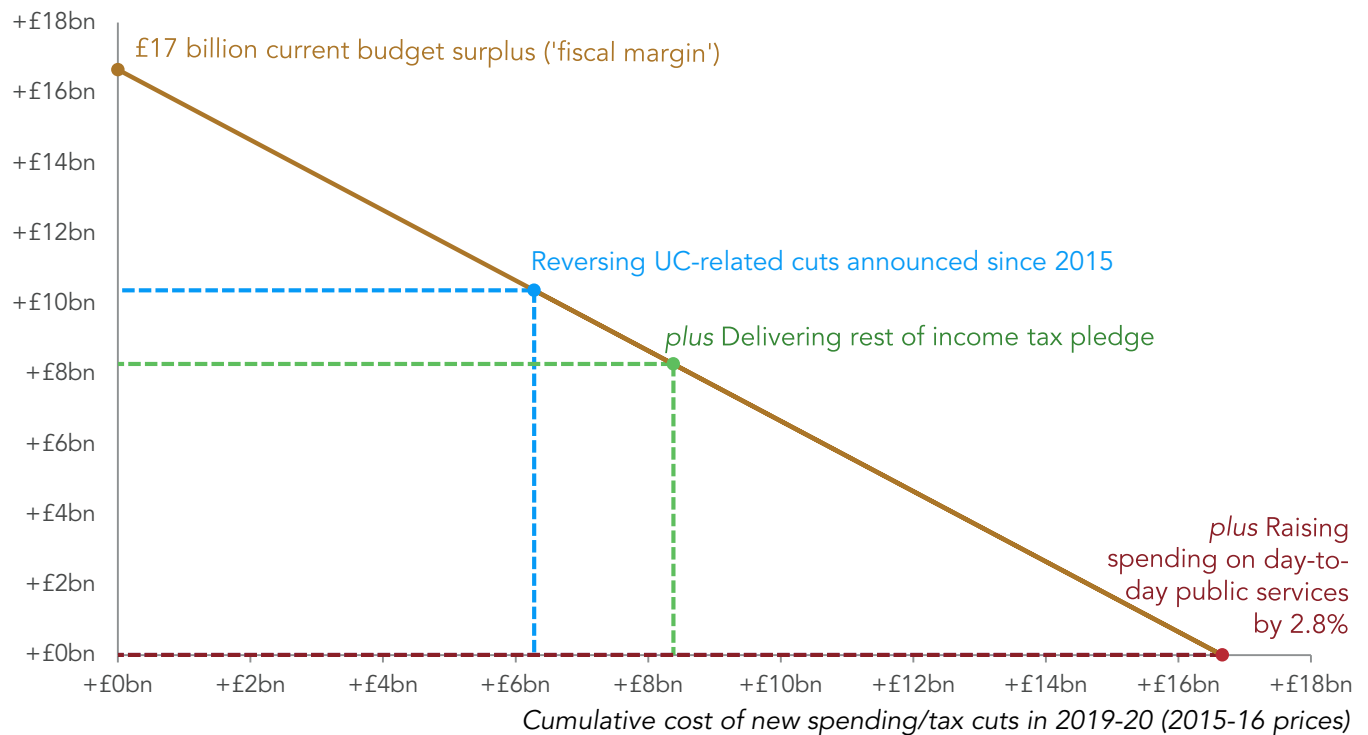 +£18bn
£17 billion current budget surplus ('fiscal margin')
+£16bn
+£14bn
+£12bn
Reversing UC-related cuts announced since 2015
+£10bn
plus Delivering rest of income tax pledge
+£8bn
+£6bn
+£4bn
plus Raising
spending on day-to-
day public services
by 2.8%
+£2bn
+£0bn
+£0bn +£2bn +£4bn +£6bn +£8bn +£10bn +£12bn +£14bn +£16bn +£18bn
Cumulative cost of new spending/tax cuts in 2019-20 (2015-16 prices)